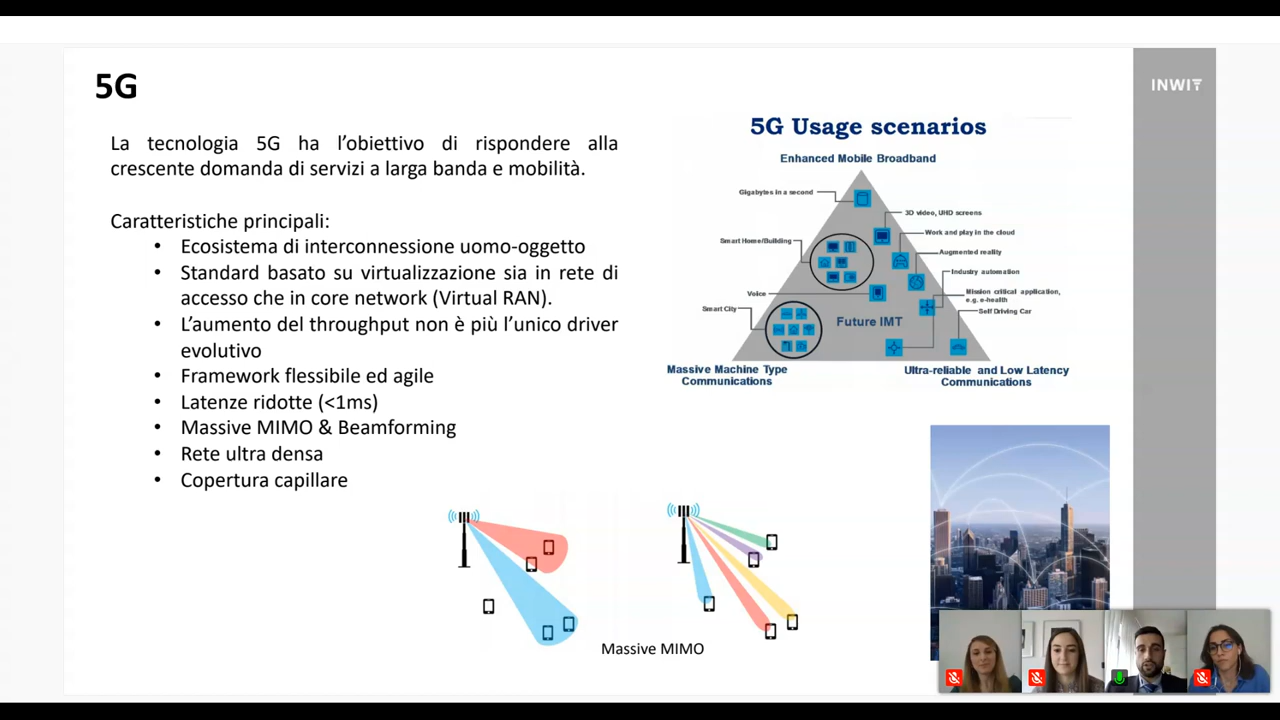 5G
INWIT
La tecnologia 5G ha l’obiettivo di rispondere alla
crescente domanda di servizi a larga banda e mobilità.
Caratteristiche principali:
• Ecosistema di interconnessione uomo-oggetto
• Standard basato su virtualizzazione sia in rete di
accesso che in core network (Virtual RAN).
• L’aumento del throughput non è più l’unico driver
evolutivo
• Framework flessibile ed agile
• Latenze ridotte (<1ms)
• Massive MIMO & Beamforming
• Rete ultra densa
• Copertura capillare
5G Usage scenarios
Enhanced Mobile Broadband
Gigabytes in a second
3D video, UHD screens
Work and play in the cloud
Smart Home/Building
Augmented reality
Industry automation
Voice
Mission critical application,
e.g. e-health
Smart City
Self Driving Car
Future IMT
Massive Machine Type
Communications
Ultra-reliable and Low Latency
Communications
Massive MIMO